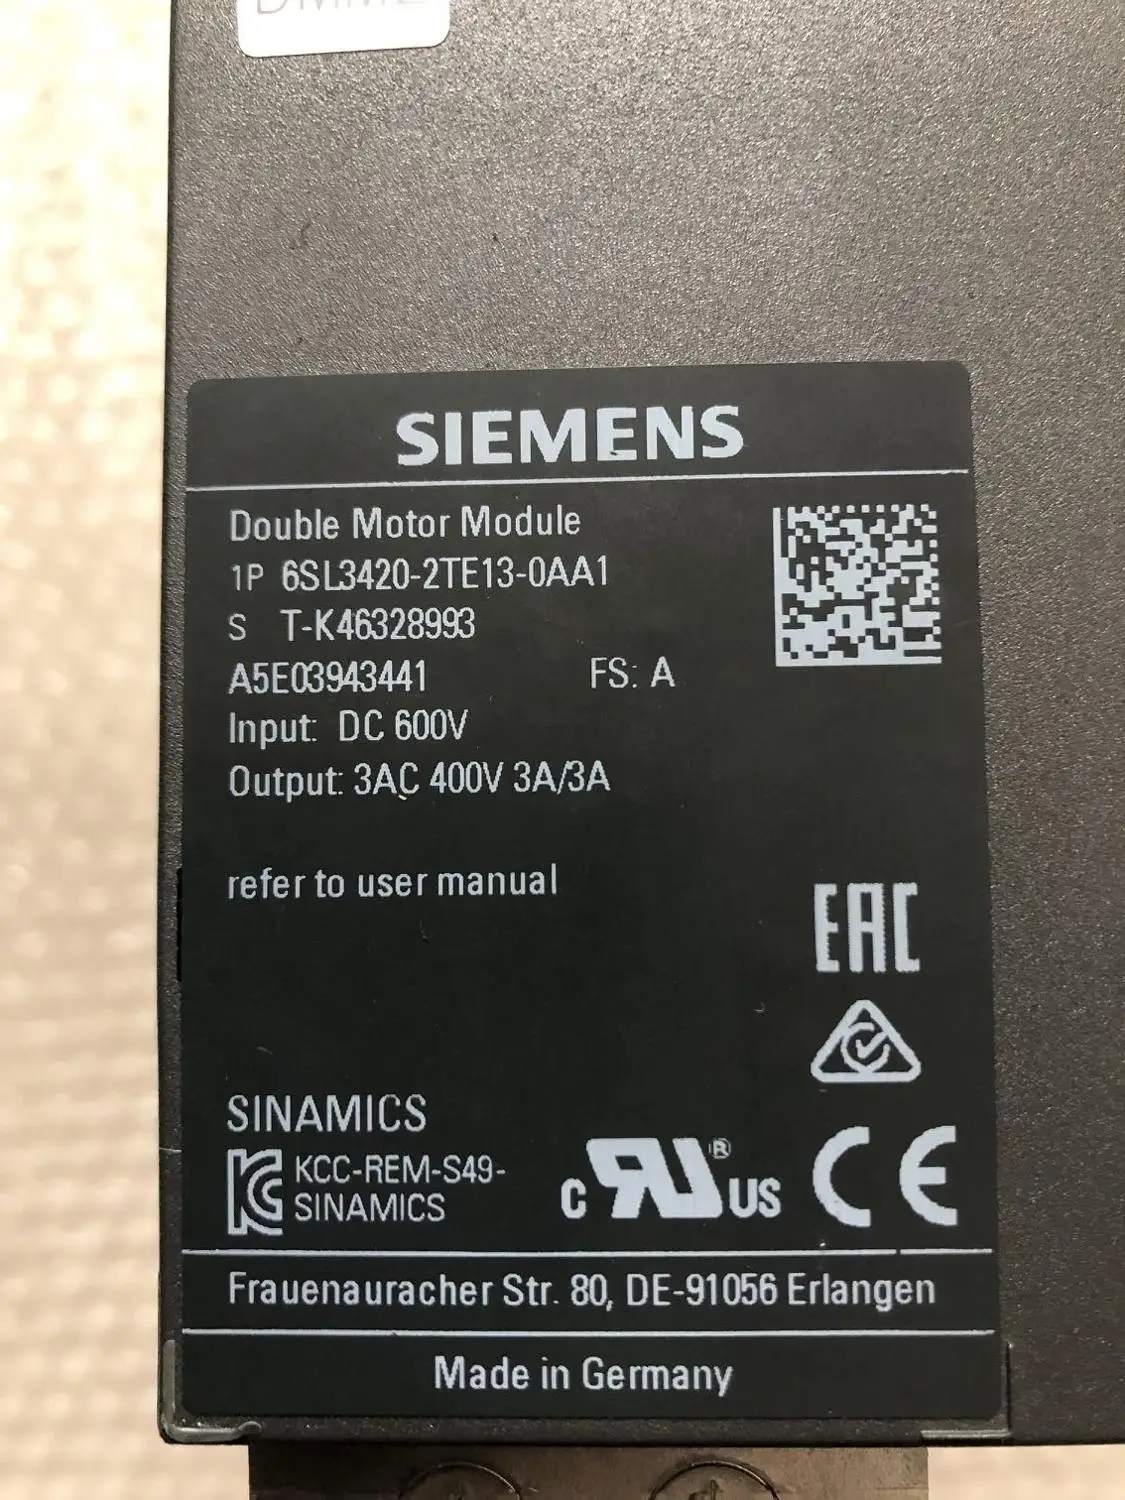 SIEMENS
Double Motor Module
1P 6SL3420-2TE13-0AA1
S T-K46328993
A5E03943441 FS: A
Input: DC 600V
Output: 3AC 400V 3A/3A
refer to user manual
EAC
SINAMICS
KCC-REM-S49-
SINAMICS
c RU ® US CE
Frauenauracher Str. 80, DE-91056 Erlangen
Made in Germany